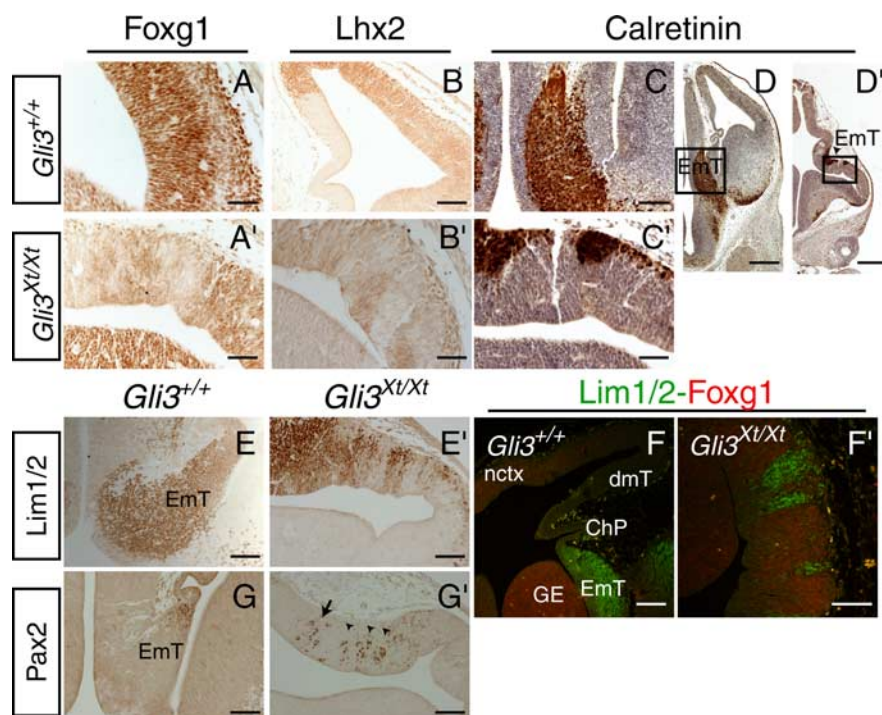 Foxg1 Lhx2 Calretinin
Gli3+/+ A B C D D'
EmT EmT
Gli3Xt/Xt A' B' C'
Gli3+/+ Gli3Xt/Xt Lim1/2-Foxg1
Lim1/2 E EmT E' Gli3+/+ F Gli3Xt/Xt F'
nctx dmT
ChP
GE EmT
Pax2 G EmT G'